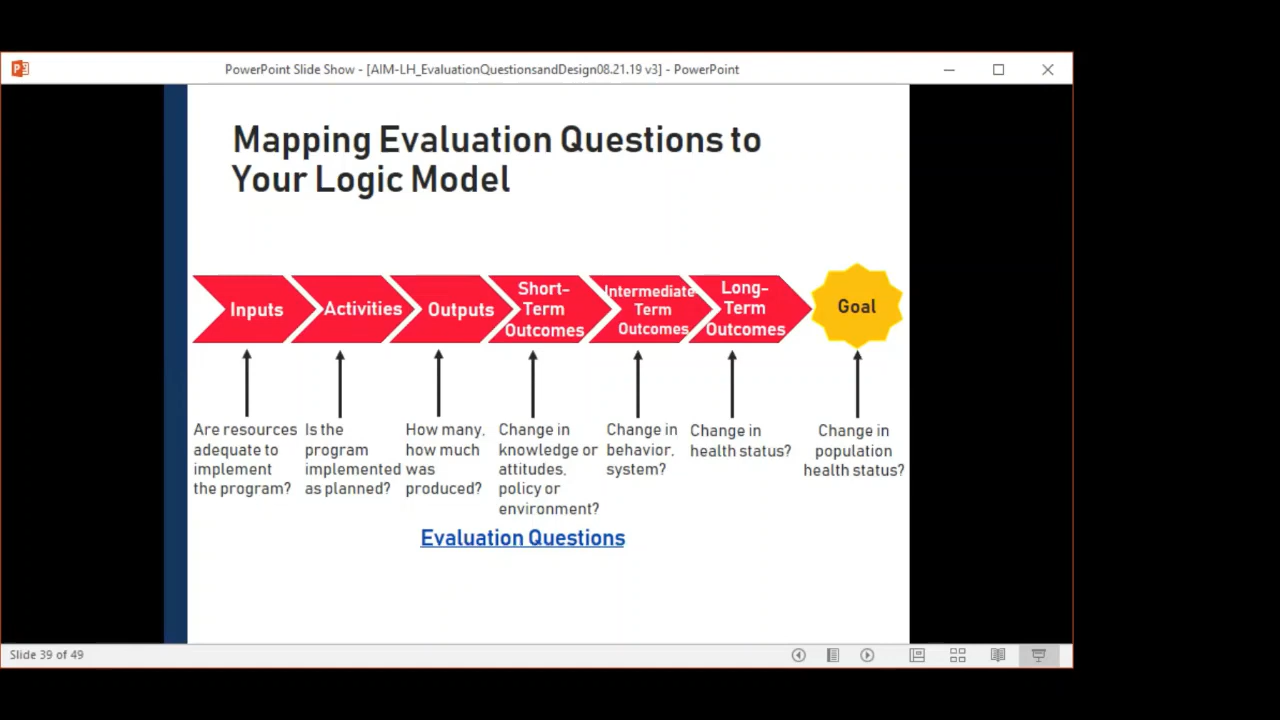 PowerPoint Slide Show - [AIM-LH_EvaluationQuestionsandDesign08.21.19 v3] - PowerPoint
Mapping Evaluation Questions to
Your Logic Model
Inputs
Activities
Outputs
Short-
Term
Outcomes
Intermediate
Term
Outcomes
Long-
Term
Outcomes
Goal
Are resources
adequate to
implement
the program?
Is the
program
implemented
as planned?
How many,
how much
was
produced?
Change in
knowledge or
attitudes,
policy or
environment?
Change in
behavior,
system?
Change in
health status?
Change in
population
health status?
Evaluation Questions
Slide 39 of 49